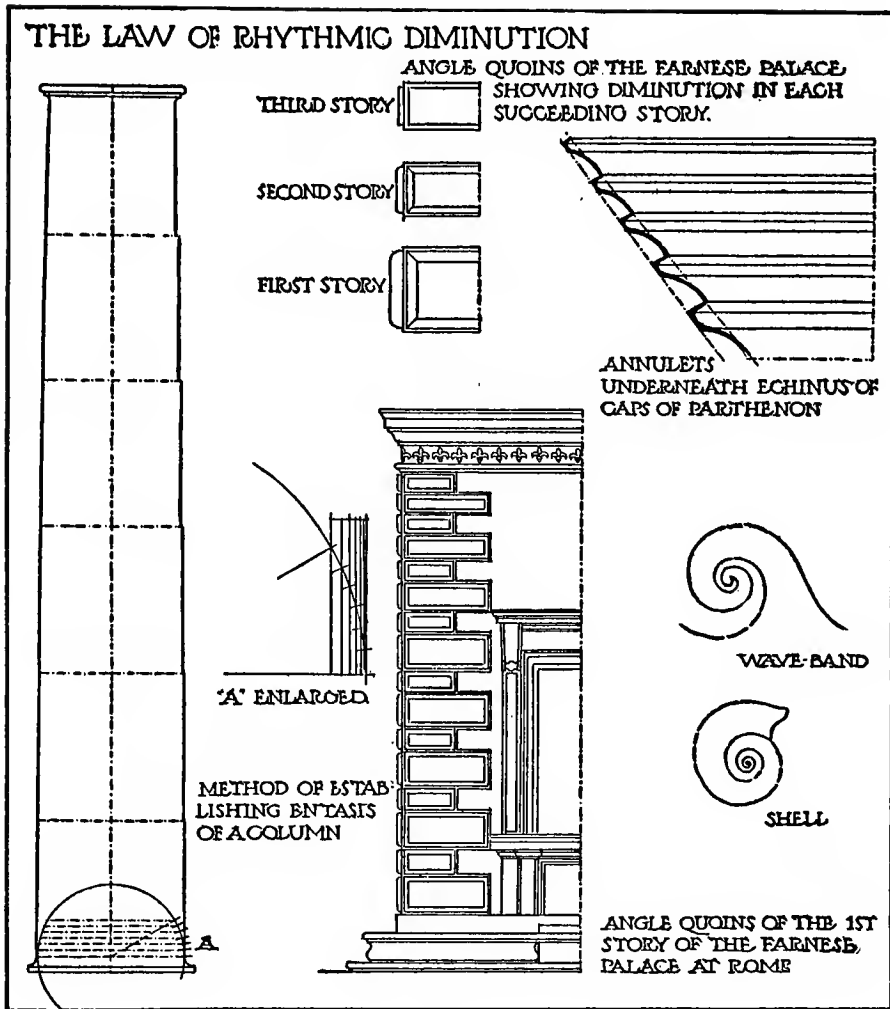 THE LAW OF RHYTHMIC DIMINUTION
ANGLE QUOINS OF THE FARNESE PALACE
SHOWING DIMINUTION IN EACH
SUCCEEDING STORY.
THIRD STORY
SECOND STORY
FIRST STORY
ANNULETS
UNDERNEATH ECHINUS OF
CAPS OF PARTHENON
"A" ENLARGED
METHOD OF ESTAB-
LISHING ENTASIS
OF A COLUMN
A
WAVE-BAND
SHELL
ANGLE QUOINS OF THE 1ST
STORY OF THE FARNESE
PALACE AT ROME